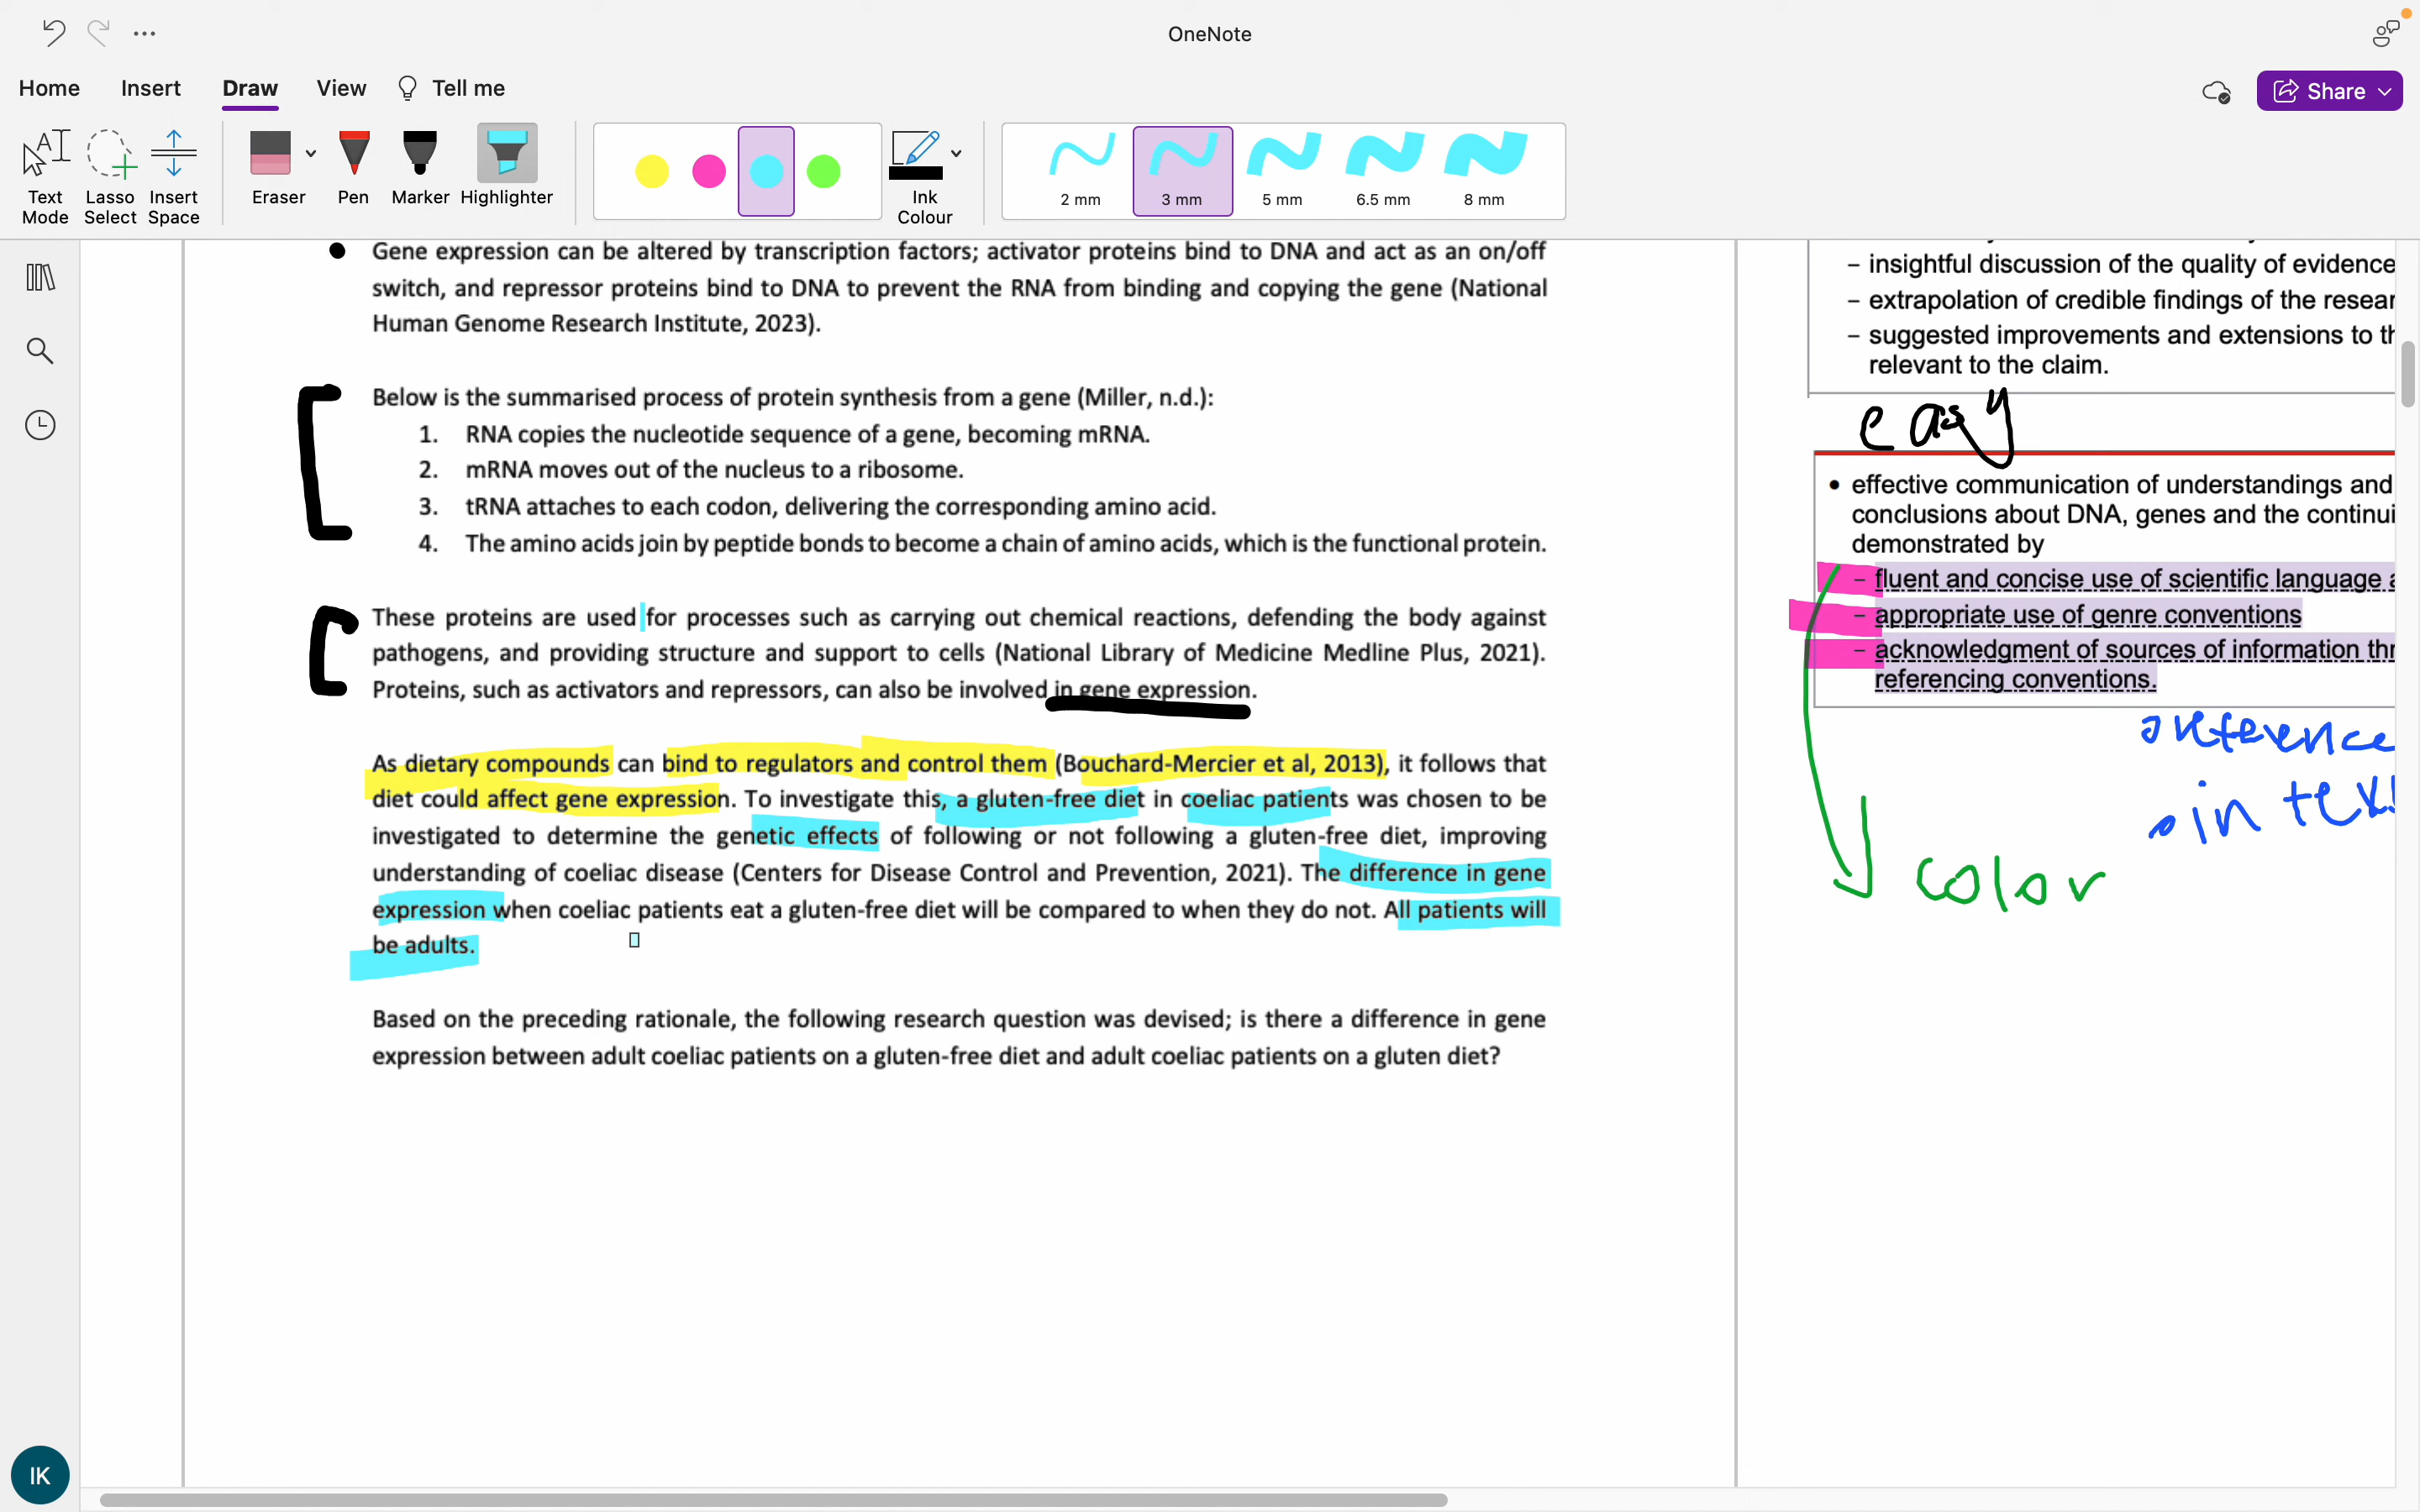 OneNote
Home Insert Draw View Tell me
Share
Text Mode
Lasso Select
Insert Space
Eraser
Pen
Marker
Highlighter
Ink Colour
2 mm
3 mm
5 mm
6.5 mm
8 mm
• Gene expression can be altered by transcription factors; activator proteins bind to DNA and act as an on/off
switch, and repressor proteins bind to DNA to prevent the RNA from binding and copying the gene (National
Human Genome Research Institute, 2023).
Below is the summarised process of protein synthesis from a gene (Miller, n.d.):
1. RNA copies the nucleotide sequence of a gene, becoming mRNA.
2. mRNA moves out of the nucleus to a ribosome.
3. tRNA attaches to each codon, delivering the corresponding amino acid.
4. The amino acids join by peptide bonds to become a chain of amino acids, which is the functional protein.
These proteins are used for processes such as carrying out chemical reactions, defending the body against
pathogens, and providing structure and support to cells (National Library of Medicine Medline Plus, 2021).
Proteins, such as activators and repressors, can also be involved in gene expression.
As dietary compounds can bind to regulators and control them (Bouchard-Mercier et al, 2013), it follows that
diet could affect gene expression. To investigate this, a gluten-free diet in coeliac patients was chosen to be
investigated to determine the genetic effects of following or not following a gluten-free diet, improving
understanding of coeliac disease (Centers for Disease Control and Prevention, 2021). The difference in gene
expression when coeliac patients eat a gluten-free diet will be compared to when they do not. All patients will
be adults.
Based on the preceding rationale, the following research question was devised; is there a difference in gene
expression between adult coeliac patients on a gluten-free diet and adult coeliac patients on a gluten diet?
– insightful discussion of the quality of evidence
– extrapolation of credible findings of the resear
– suggested improvements and extensions to th
relevant to the claim.
easy
• effective communication of understandings and
conclusions about DNA, genes and the continui
demonstrated by
– fluent and concise use of scientific language a
– appropriate use of genre conventions
– acknowledgment of sources of information thr
referencing conventions.
in text
color
IK